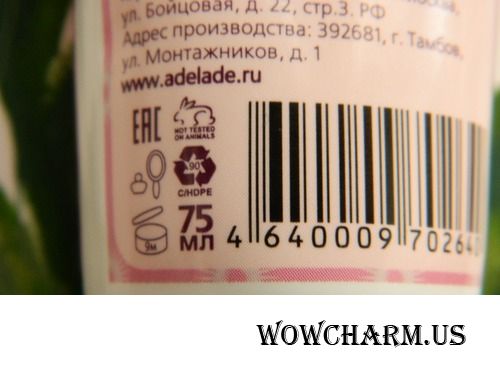 ул. Бойцовая, д. 22, стр.3. РФ
Адрес производства: 392681, г. Тамбов,
ул. Монтажников, д. 1
www.adelade.ru
EAC
NOT TESTED
ON ANIMALS
90
C/HDPE
9М
75
МЛ
4 640009 70264
WOWCHARM.US